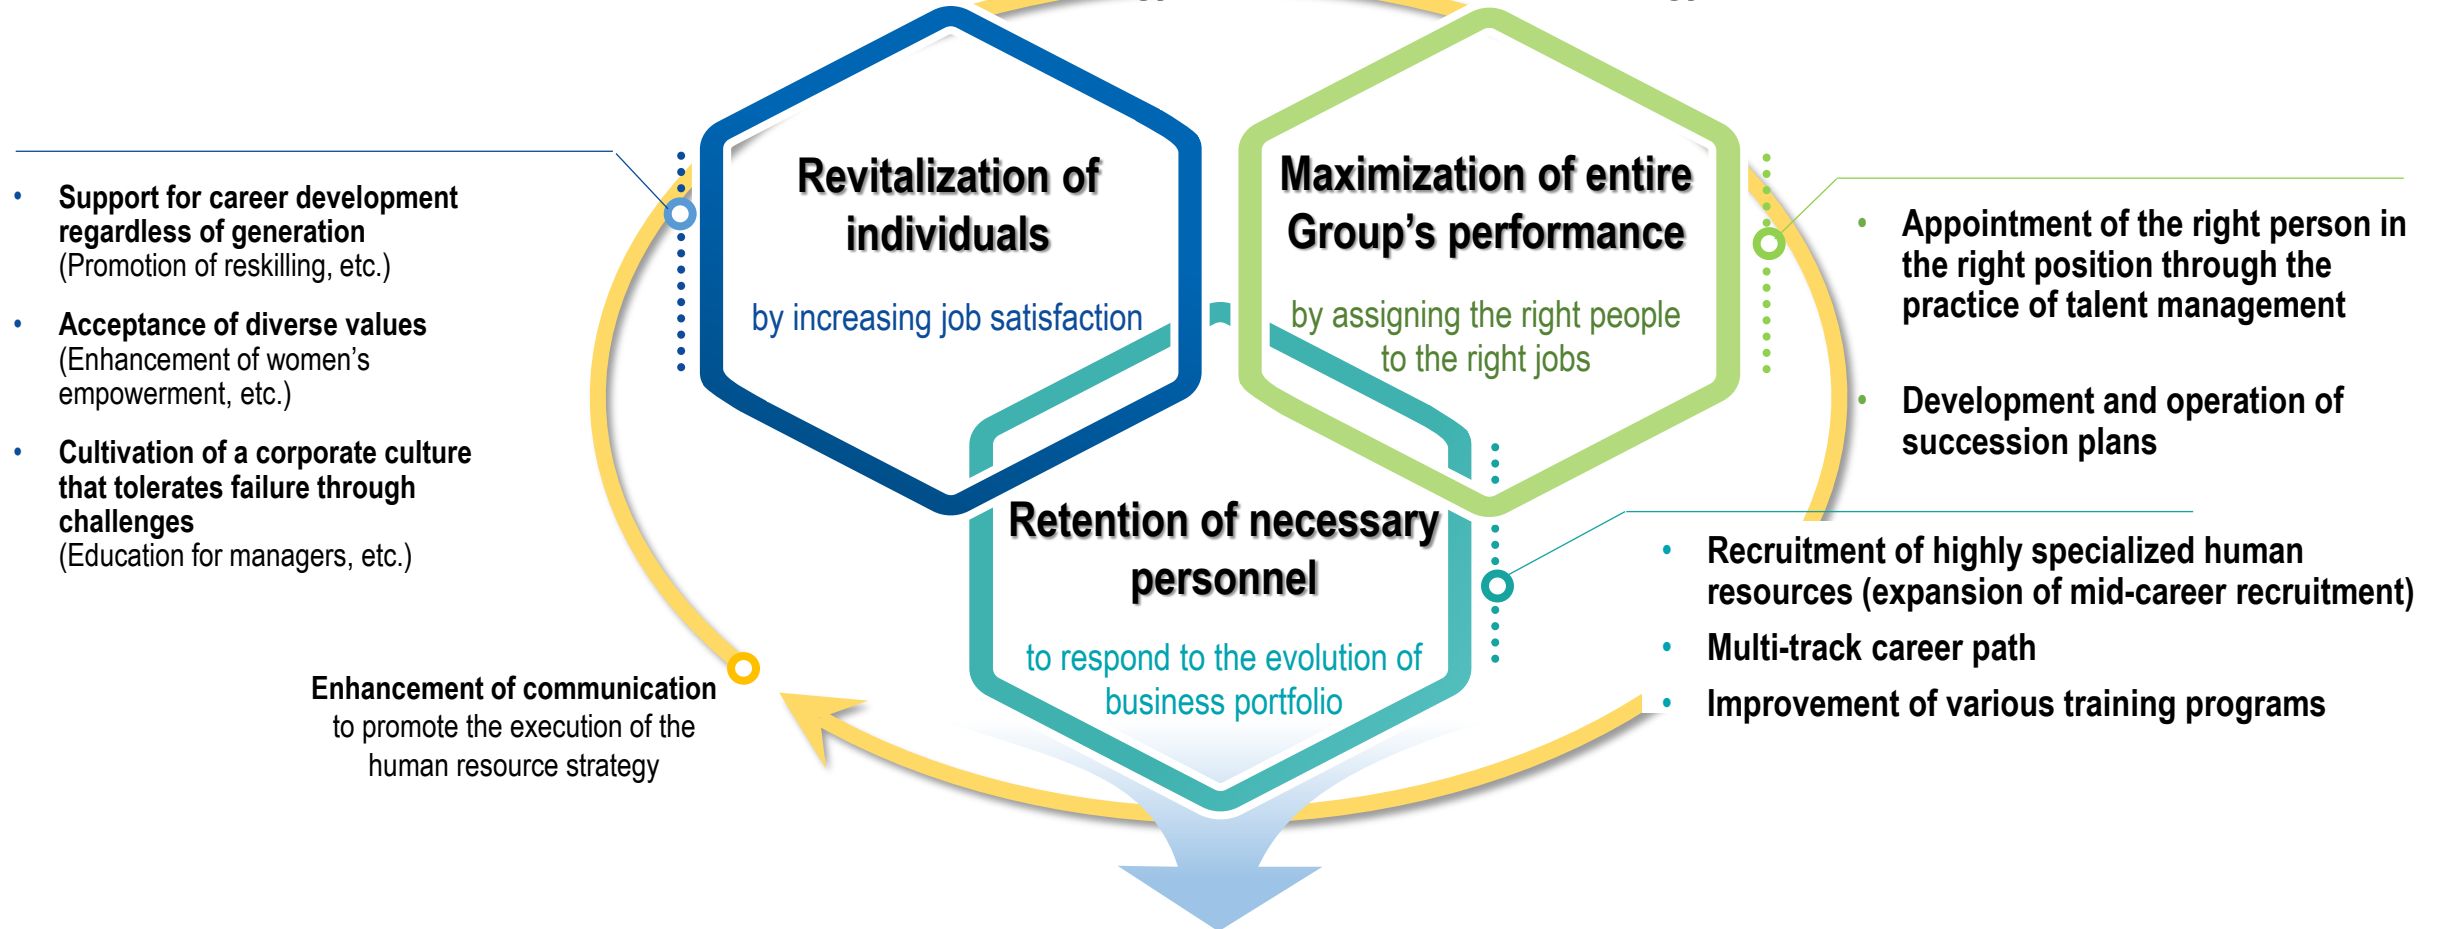 Revitalization of
individuals
by increasing job satisfaction
Maximization of entire
Group’s performance
by assigning the right people
to the right jobs
Retention of necessary
personnel
to respond to the evolution of
business portfolio
• Support for career development
regardless of generation
(Promotion of reskilling, etc.)
• Acceptance of diverse values
(Enhancement of women’s
empowerment, etc.)
• Cultivation of a corporate culture
that tolerates failure through
challenges
(Education for managers, etc.)
Enhancement of communication
to promote the execution of the
human resource strategy
• Appointment of the right person in
the right position through the
practice of talent management
• Development and operation of
succession plans
• Recruitment of highly specialized human
resources (expansion of mid-career recruitment)
• Multi-track career path
• Improvement of various training programs